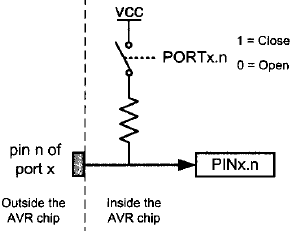 VCC
PORTx.n
1 = Close
0 = Open
pin n of
port x
PINx.n
Outside the
AVR chip
Inside the
AVR chip